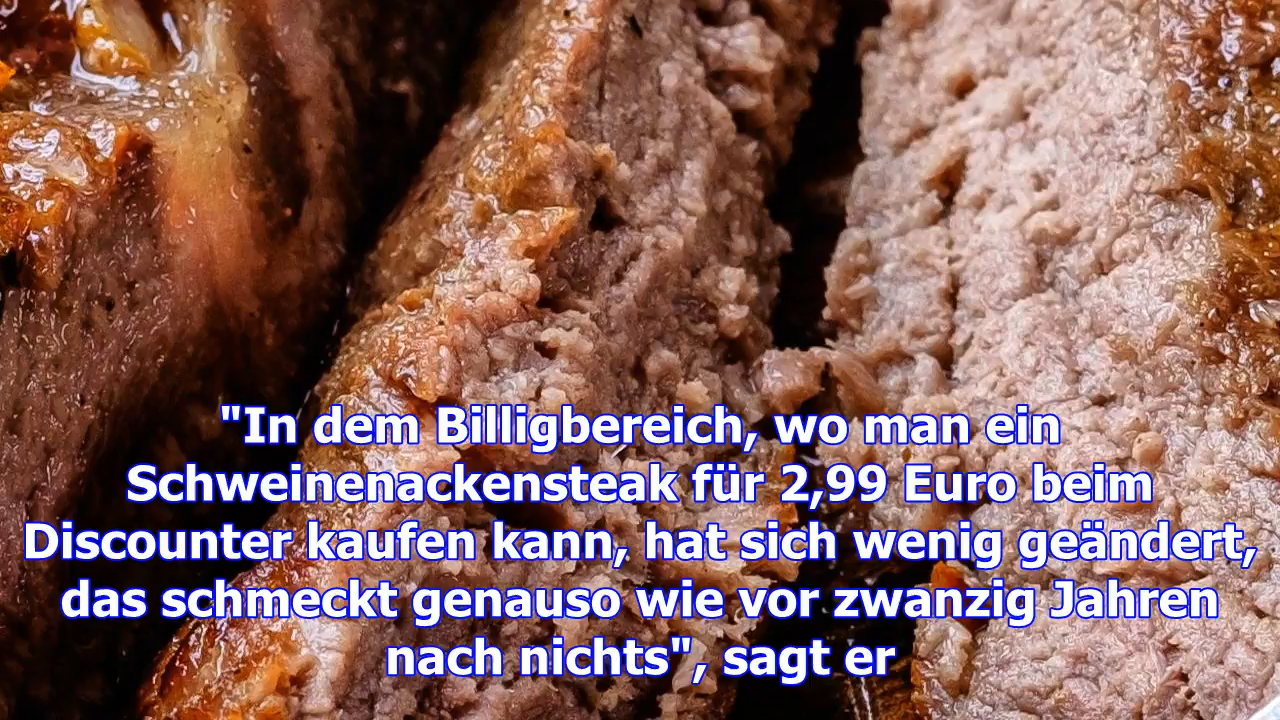 "In dem Billigbereich, wo man ein
Schweinenackensteak für 2,99 Euro beim
Discounter kaufen kann, hat sich wenig geändert,
das schmeckt genauso wie vor zwanzig Jahren
nach nichts", sagt er